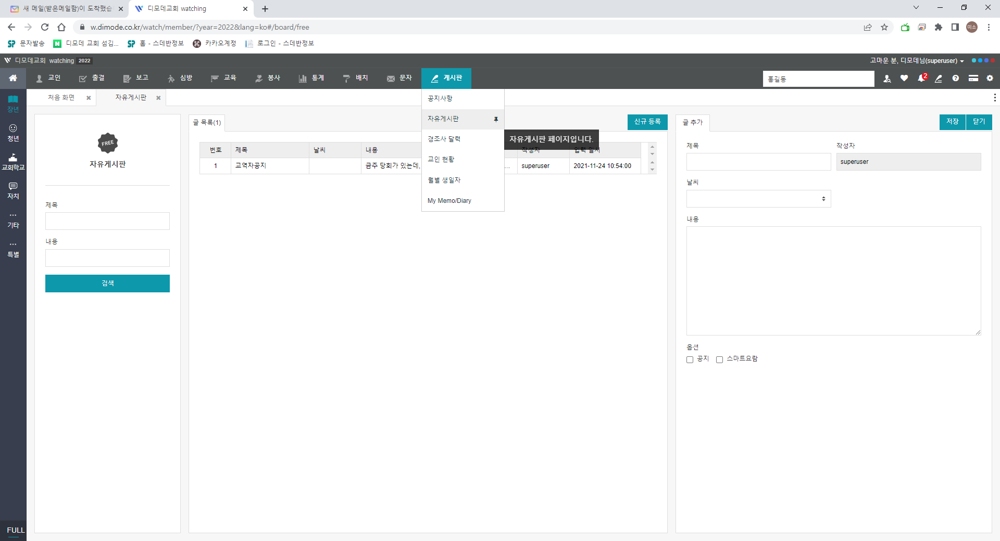 새 메일(받은메일함)이 도착했습
디모데교회 watching
w.dimode.co.kr/watch/member/?year=2022&lang=ko#/board/free
미소
문자발송
디모데 교회 섬김...
홈 - 스데반정보
카카오계정
로그인 - 스데반정보
디모데교회 watching 2022
고마운 분, 디모데님(superuser)
교인
출결
보고
심방
교육
봉사
통계
배치
문자
게시판
홍길동
2
처음 화면
자유게시판
장년
청년
교회학교
자치
기타
특별
FULL
FREE
자유게시판
제목
내용
검색
글 목록(1)
신규 등록
번호 제목 날씨 내용 작성자 입력 일시
1 교역자공지 금주 당회가 있는데, ... superuser 2021-11-24 10:54:00
공지사항
자유게시판
경조사 달력
교인 현황
월별 생일자
My Memo/Diary
자유게시판 페이지입니다.
글 추가
저장
닫기
제목
작성자
superuser
날씨
내용
옵션
공지
스마트요람